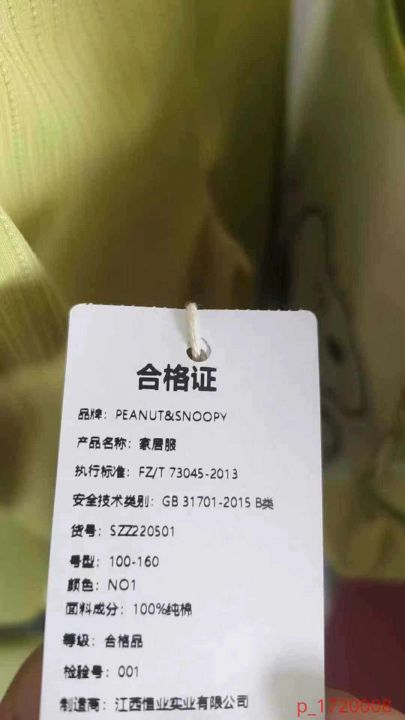 合格证
品牌: PEANUT&SNOOPY
产品名称: 家居服
执行标准: FZ/T 73045-2013
安全技术类别: GB 31701-2015 B类
货号: SZZ220501
号型: 100-160
颜色: NO1
面料成分: 100%纯棉
等级: 合格品
检验号: 001
制造商: 江西恒业实业有限公司
p_1720608